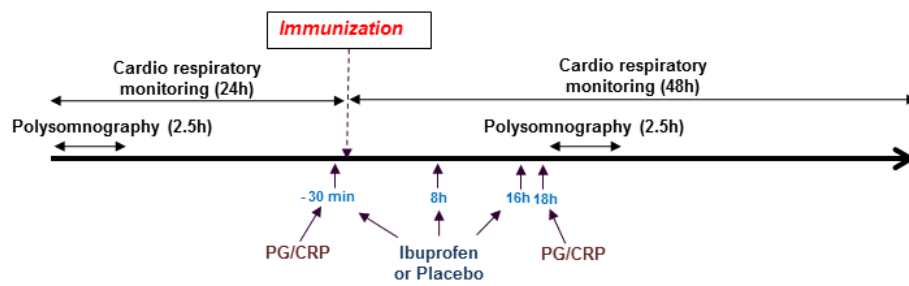 Immunization
Cardio respiratory
monitoring (24h)
Cardio respiratory
monitoring (48h)
Polysomnography (2.5h)
Polysomnography (2.5h)
- 30 min
8h
16h
18h
PG/CRP
Ibuprofen
or Placebo
PG/CRP